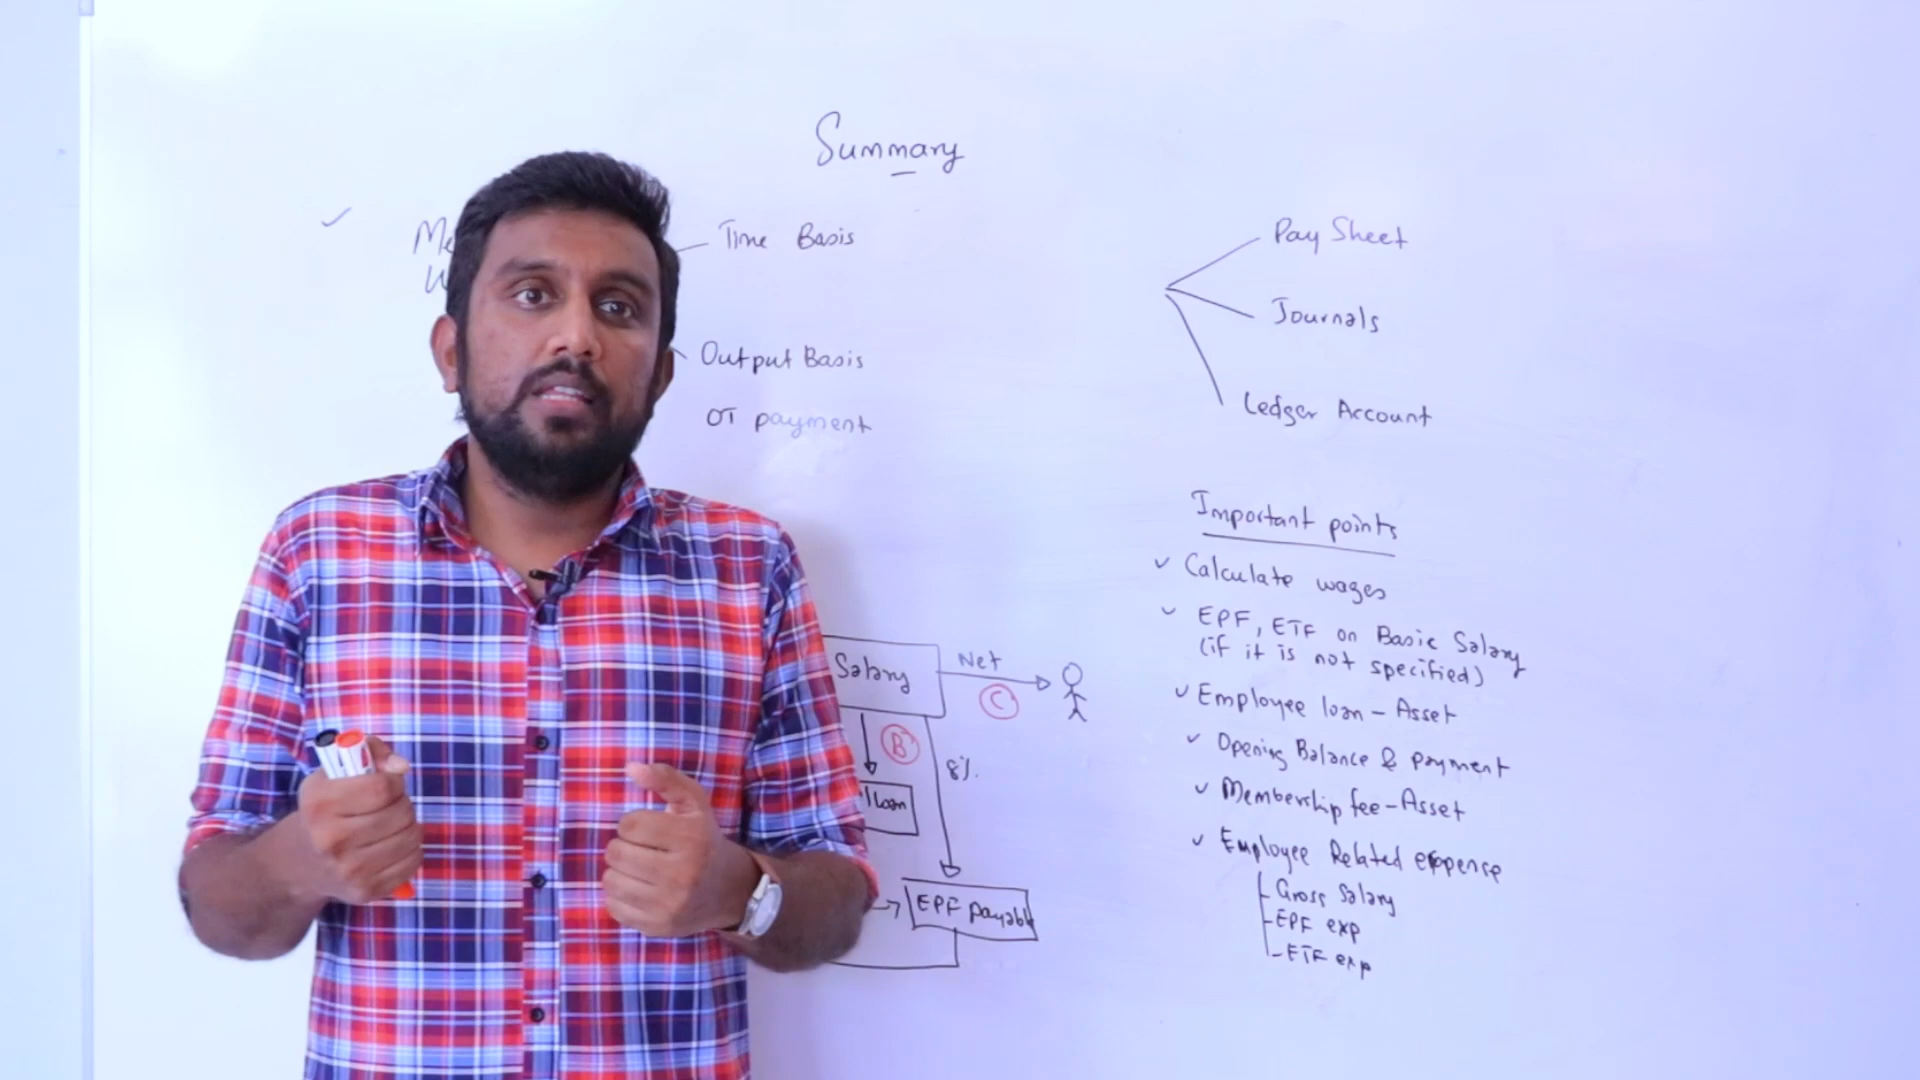 Summary
Time Basis
Output Basis
OT payment
Pay Sheet
Journals
Ledger Account
Salary
Net
C
B
8%.
loan
EPF payable
Important points
✓ Calculate wages
✓ EPF, ETF on Basic Salary
(if it is not specified)
✓ Employee loan - Asset
✓ Opening Balance & payment
✓ Membership fee - Asset
✓ Employee Related expense
- Gross Salary
- EPF exp
- ETF exp